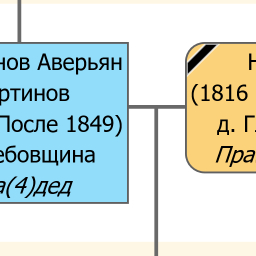 нов Аверьян
ртинов
После 1849)
ебовщина
а(4)дед
Н
(1816
д. Г
Пра